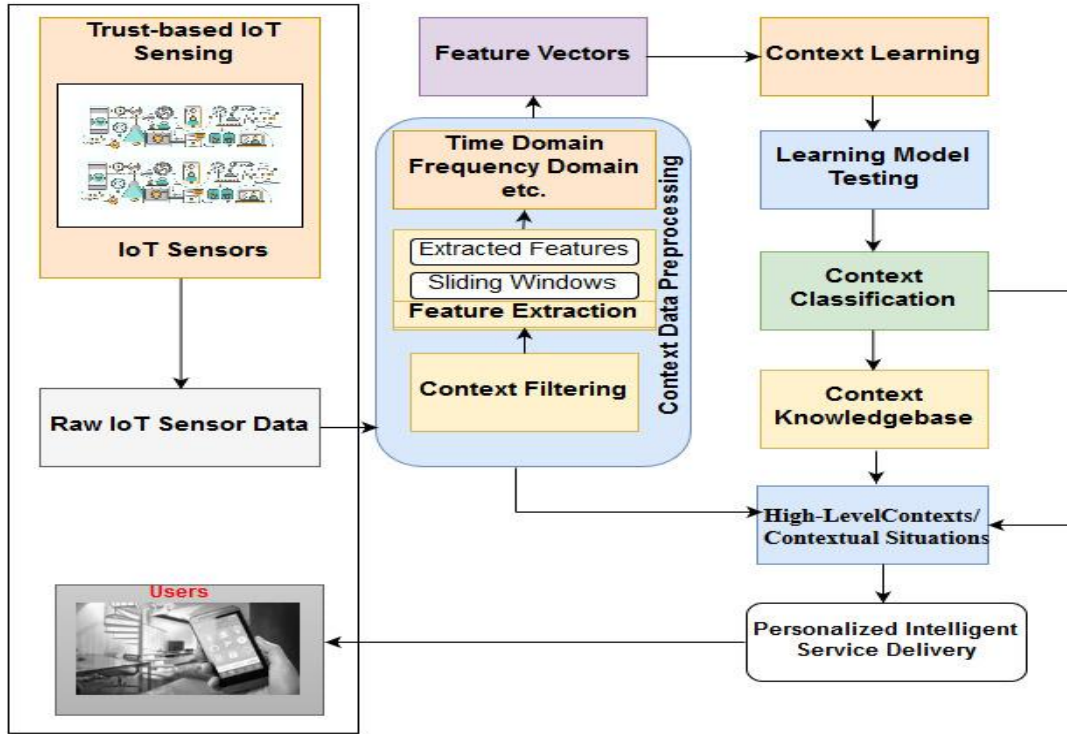 Trust-based IoT
Sensing
IoT Sensors
Raw IoT Sensor Data
Users
Feature Vectors
Time Domain
Frequency Domain
etc.
Extracted Features
Sliding Windows
Feature Extraction
Context Filtering
Context Data Preprocessing
Context Learning
Learning Model
Testing
Context
Classification
Context
Knowledgebase
High-LevelContexts/
Contextual Situations
Personalized Intelligent
Service Delivery